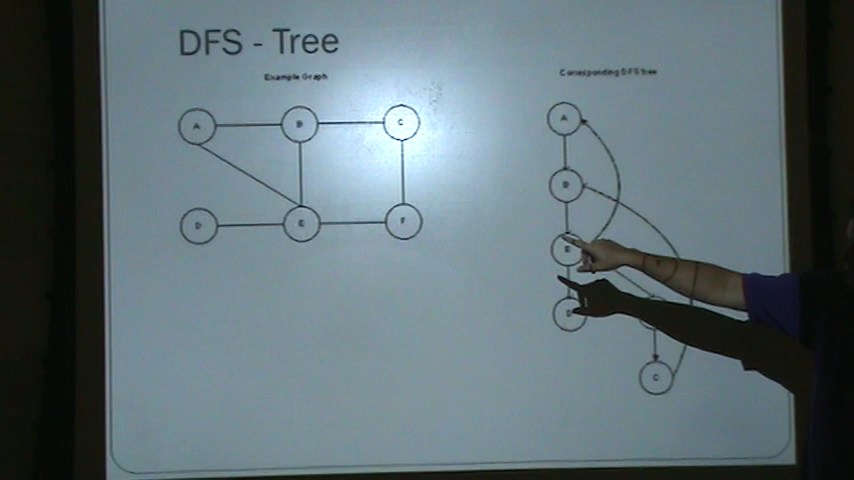 DFS - Tree
Example Graph
Corresponding DFS tree
A B C
D E F
A
B
E
D
C